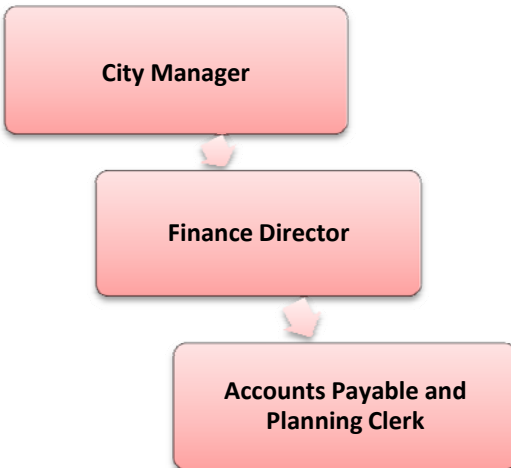 City Manager
Finance Director
Accounts Payable and
Planning Clerk